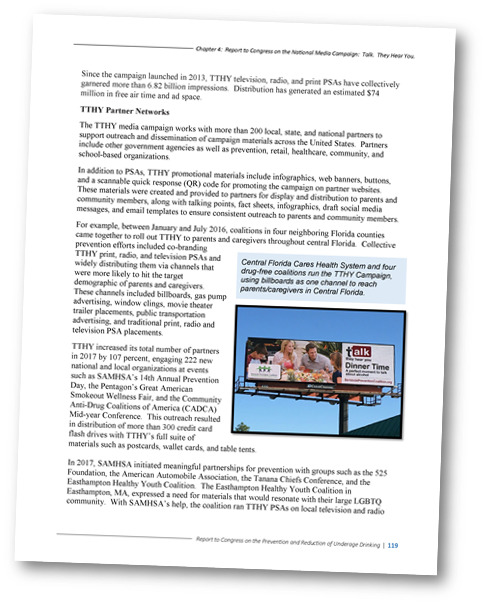 Chapter 4: Report to Congress on the National Media Campaign: Talk. They Hear You.
Since the campaign launched in 2013, TTHY television, radio, and print PSAs have collectively
garnered more than 6.82 billion impressions. Distribution has generated an estimated $74
million in free air time and ad space.
TTHY Partner Networks
The TTHY media campaign works with more than 200 local, state, and national partners to
support outreach and dissemination of campaign materials across the United States. Partners
include other government agencies as well as prevention, retail, healthcare, community, and
school-based organizations.
In addition to PSAs, TTHY promotional materials include infographics, web banners, buttons,
and a scannable quick response (QR) code for promoting the campaign on partner websites.
These materials were created and provided to partners for display and distribution to parents and
community members, along with talking points, fact sheets, infographics, draft social media
messages, and email templates to ensure consistent outreach to parents and community members.
For example, between January and July 2016, coalitions in four neighboring Florida counties
came together to roll out TTHY to parents and caregivers throughout central Florida. Collective
prevention efforts included co-branding
TTHY print, radio, and television PSAs and
widely distributing them via channels that
were more likely to hit the target
demographic of parents and caregivers.
These channels included billboards, gas pump
advertising, window clings, movie theater
trailer placements, public transportation
advertising, and traditional print, radio and
television PSA placements.
Central Florida Cares Health System and four
drug-free coalitions run the TTHY Campaign,
using billboards as one channel to reach
parents/caregivers in Central Florida.
talk
they hear you
Dinner Time
A perfect moment to talk
about alcohol
TTHY increased its total number of partners
in 2017 by 107 percent, engaging 222 new
national and local organizations at events
such as SAMHSA's 14th Annual Prevention
Day, the Pentagon's Great American
Smokeout Wellness Fair, and the Community
Anti-Drug Coalitions of America (CADCA)
Mid-year Conference. This outreach resulted
in distribution of more than 300 credit card
flash drives with TTHY's full suite of
materials such as postcards, wallet cards, and table tents.
In 2017, SAMHSA initiated meaningful partnerships for prevention with groups such as the 525
Foundation, the American Automobile Association, the Tanana Chiefs Conference, and the
Easthampton Healthy Youth Coalition. The Easthampton Healthy Youth Coalition in
Easthampton, MA, expressed a need for materials that would resonate with their large LGBTQ
community. With SAMHSA's help, the coalition ran TTHY PSAs on local television and radio
Report to Congress on the Prevention and Reduction of Underage Drinking | 119